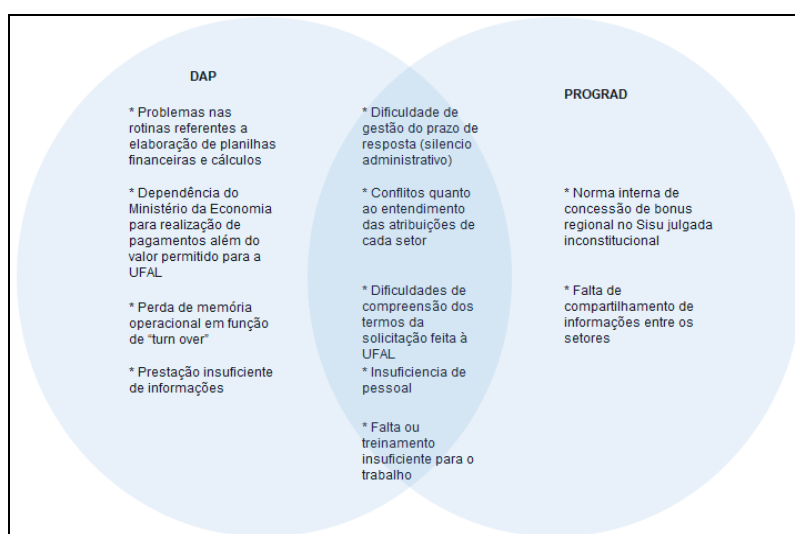 DAP
* Problemas nas
rotinas referentes a
elaboração de planilhas
financeiras e cálculos
* Dependência do
Ministério da Economia
para realização de
pagamentos além do
valor permitido para a
UFAL
* Perda de memória
operacional em função
de “turn over”
* Prestação insuficiente
de informações
* Dificuldade de
gestão do prazo de
resposta (silencio
administrativo)
* Conflitos quanto
ao entendimento
das atribuições de
cada setor
* Dificuldades de
compreensão dos
termos da
solicitação feita à
UFAL
* Insuficiencia de
pessoal
* Falta ou
treinamento
insuficiente para o
trabalho
PROGRAD
* Norma interna de
concessão de bonus
regional no Sisu julgada
inconstitucional
* Falta de
compartilhamento de
informações entre os
setores